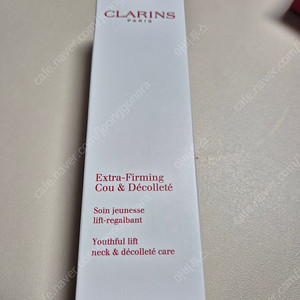 CLARINS
PARIS
Extra-Firming
Cou & Décolleté
Soin jeunesse
lift-regalbant
Youthful lift
neck & décolleté care